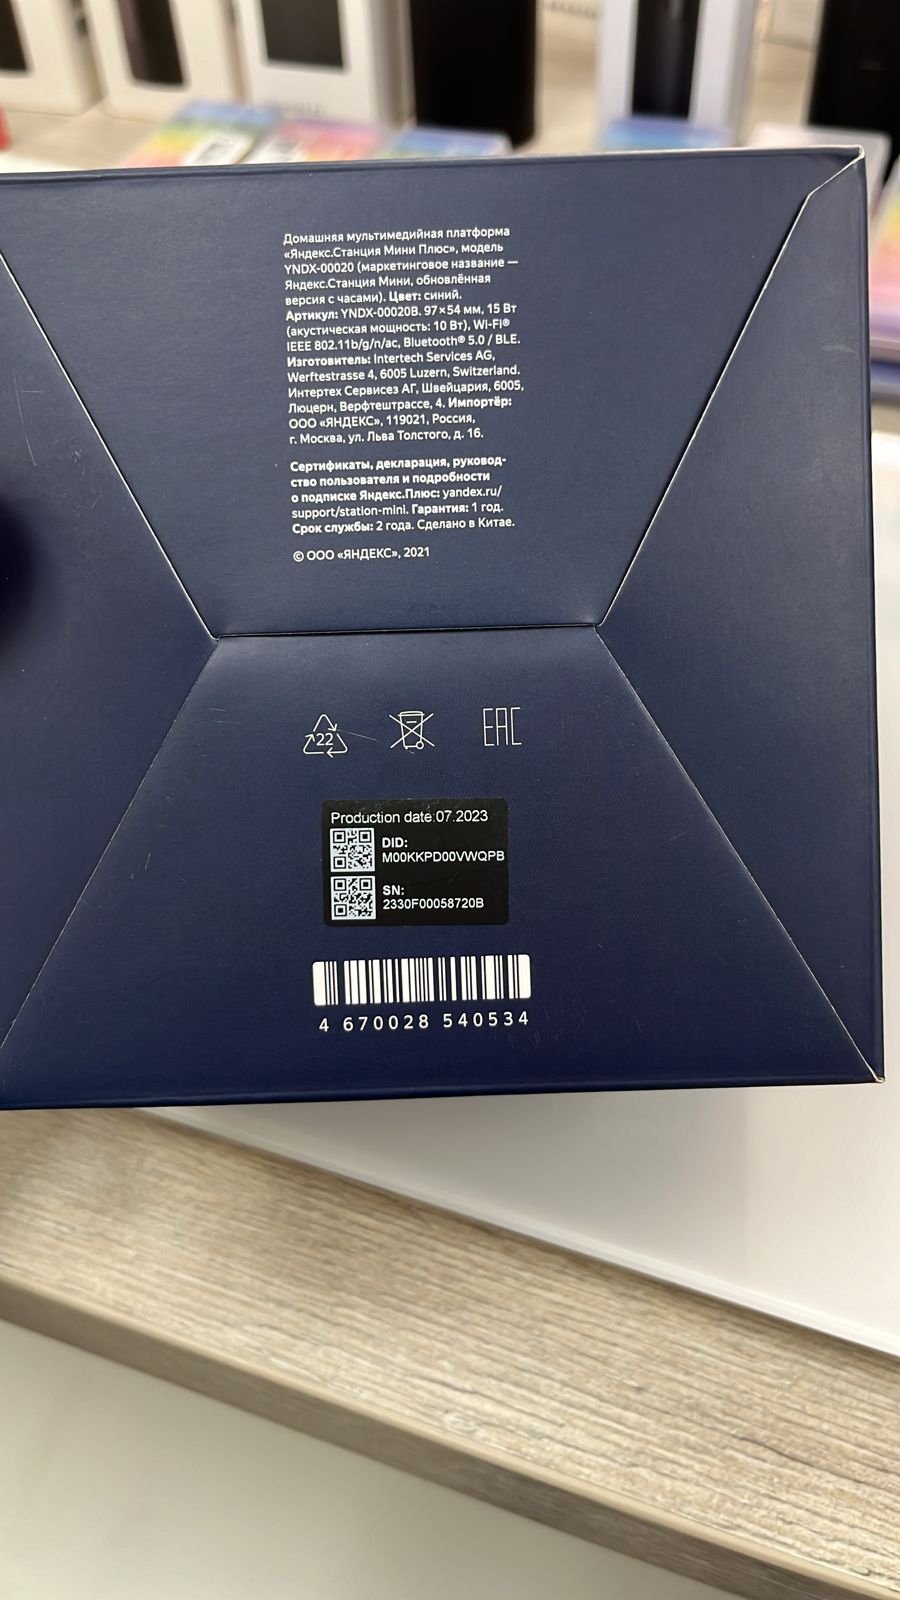 Домашняя мультимедийная платформа
«Яндекс.Станция Мини Плюс», модель
YNDX-00020 (маркетинговое название —
Яндекс.Станция Мини, обновлённая
версия с часами). Цвет: синий.
Артикул: YNDX-00020B. 97×54 мм, 15 Вт
(акустическая мощность: 10 Вт), Wi-Fi®
IEEE 802.11b/g/n/ac, Bluetooth® 5.0 / BLE.
Изготовитель: Intertech Services AG,
Werftestrasse 4, 6005 Luzern, Switzerland.
Интертех Сервисез АГ, Швейцария, 6005,
Люцерн, Верфтештрассе, 4. Импортёр:
ООО «ЯНДЕКС», 119021, Россия,
г. Москва, ул. Льва Толстого, д. 16.
Сертификаты, декларация, руковод-
ство пользователя и подробности
о подписке Яндекс.Плюс: yandex.ru/
support/station-mini. Гарантия: 1 год.
Срок службы: 2 года. Сделано в Китае.
© ООО «ЯНДЕКС», 2021
22
EAC
Production date:07.2023
DID:
M00KKPD00VWQPB
SN:
2330F00058720B
4 670028 540534